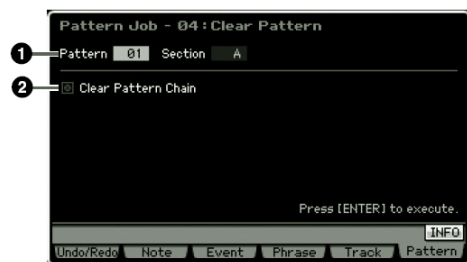 Pattern Job - 04:Clear Pattern
1 Pattern 01 Section A
2 Clear Pattern Chain
Press [ENTER] to execute.
INFO
Undo/Redo Note Event Phrase Track Pattern